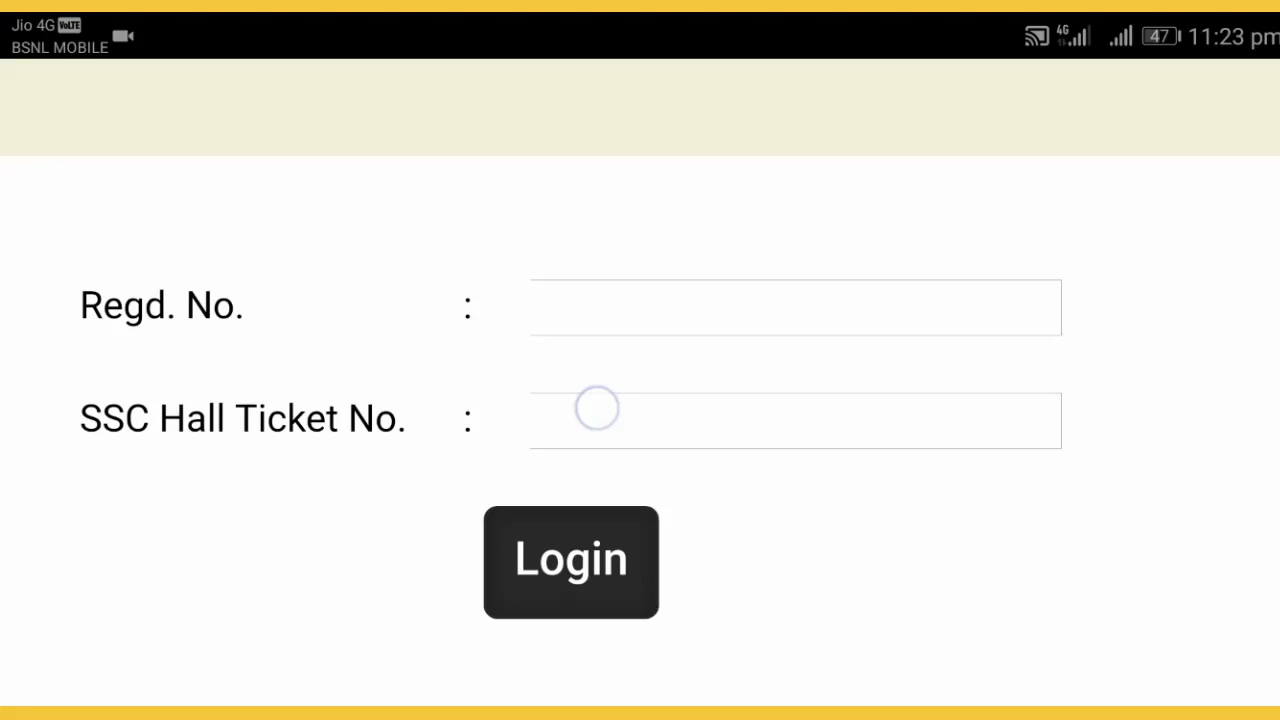 Jio 4G VoLTE
BSNL MOBILE
4G 47 11:23 pm
Regd. No. :
SSC Hall Ticket No. :
Login